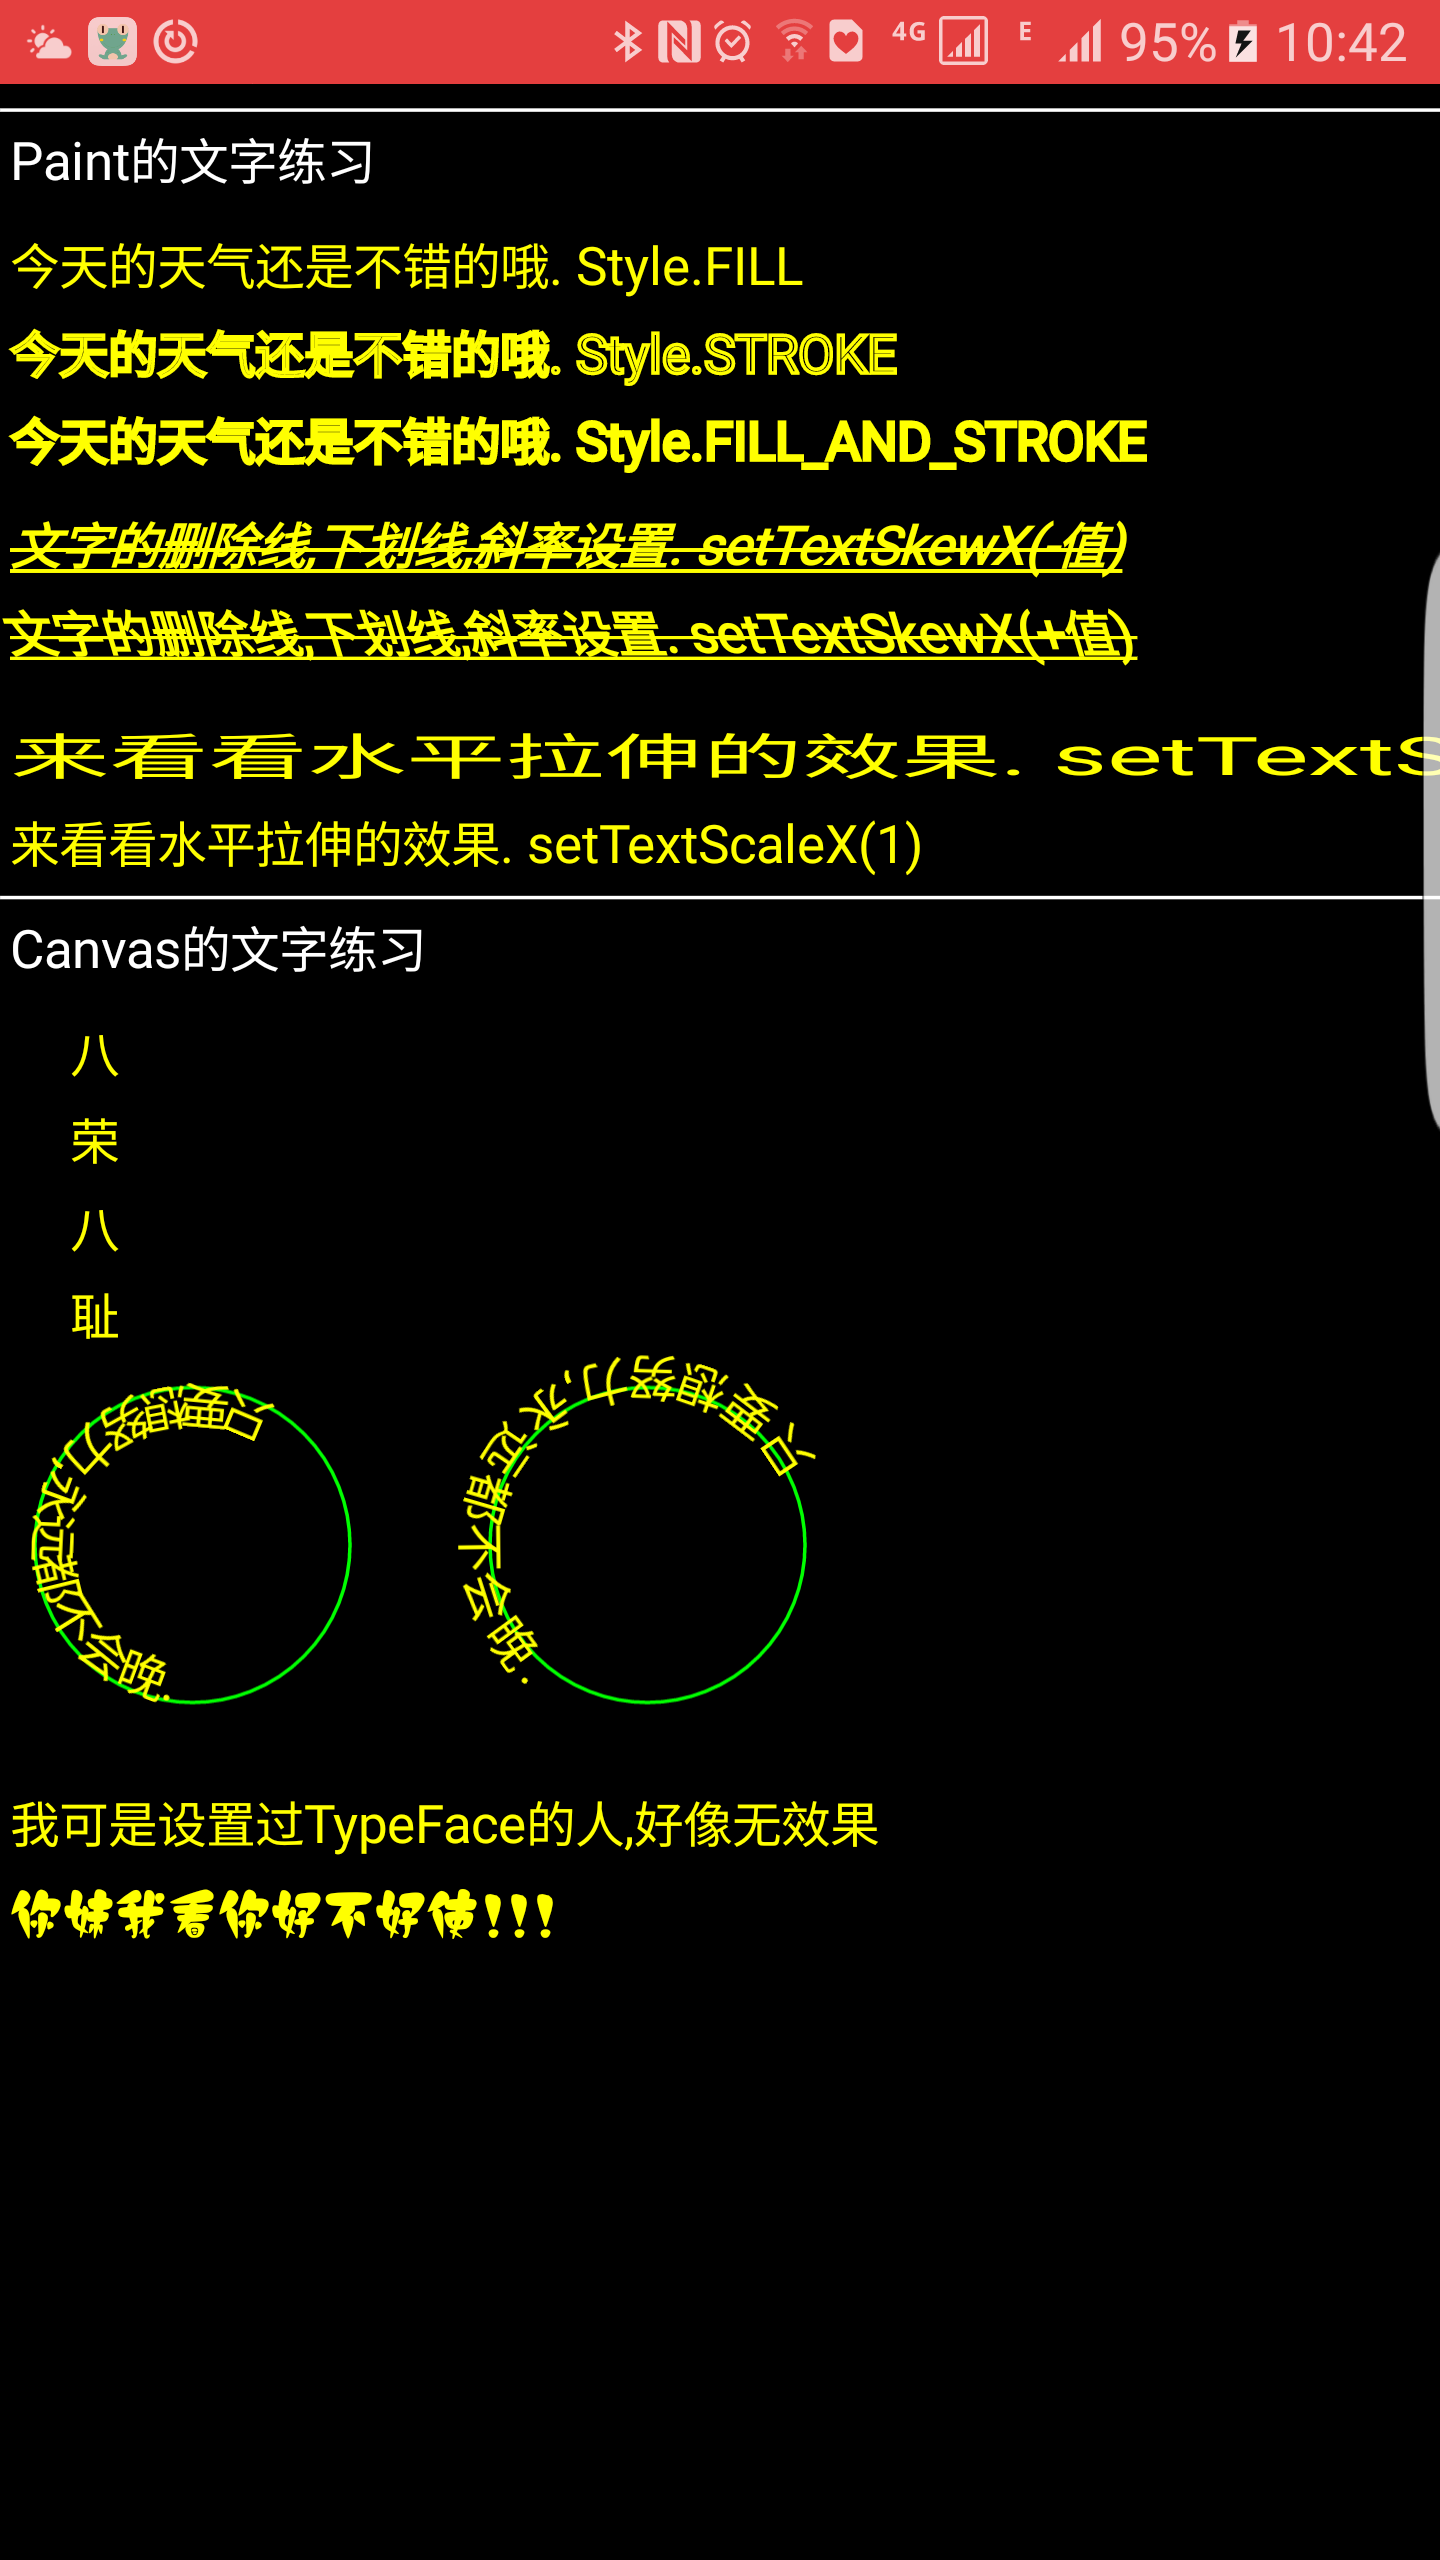 4G E 95% 10:42
Paint的文字练习
今天的天气还是不错的哦. Style.FILL
今天的天气还是不错的哦. Style.STROKE
今天的天气还是不错的哦. Style.FILL_AND_STROKE
文字的删除线,下划线,斜率设置. setTextSkewX(-值)
文字的删除线,下划线,斜率设置. setTextSkewX(+值)
来看看水平拉伸的效果. setTextS
来看看水平拉伸的效果. setTextScaleX(1)
Canvas的文字练习
八
荣
八
耻
只要想努力,永远都不会晚.
只要想努力,永远都不会晚.
我可是设置过TypeFace的人,好像无效果
你妹我看你好不好使!!!